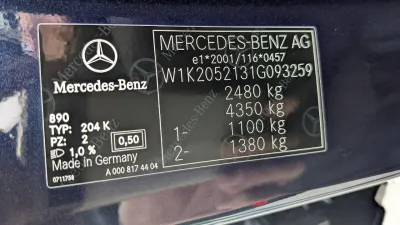 MERCEDES-BENZ AG
e1*2001/116*0457
W1K2052131G093259
2480 kg
4350 kg
1- 1100 kg
2- 1380 kg
Mercedes-Benz
890
TYP: 204 K
PZ: 2 0,50
1,0 %
Made in Germany
0711758 A 000 817 44 04